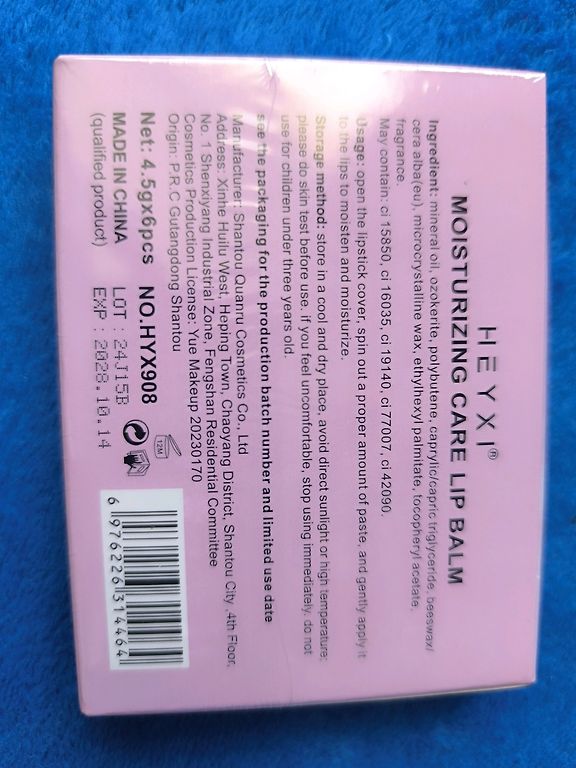 HEYXI®
MOISTURIZING CARE LIP BALM
Ingredient: mineral oil, ozokerite, polybutene, caprylic/capric triglyceride, beeswax/
cera alba(eu), microcrystalline wax, ethylhexyl palmitate, tocopheryl acetate,
fragrance.
May contain: ci 15850, ci 16035, ci 19140, ci 77007, ci 42090.
Usage: open the lipstick cover, spin out a proper amount of paste, and gently apply it
to the lips to moisten and moisturize.
Storage method: store in a cool and dry place, avoid direct sunlight or high temperature;
please do skin test before use. if you feel uncomfortable, stop using immediately. do not
use for children under three years old.
see the packaging for the production batch number and limited use date
Manufacturer: Shantou Quanru Cosmetics Co., Ltd
Address: Xinhe Huilu West, Heping Town, Chaoyang District, Shantou City ,4th Floor,
No. 1 Shenxiyang Industrial Zone, Fengshan Residential Committee
Cosmetics Production License: Yue Makeup 20230170
Origin: P.R.C Gutangdong Shantou
Net: 4.5gx6pcs NO.HYX908
MADE IN CHINA LOT : 24J15B
(qualified product) EXP : 2028.10.14
12M
6 976226 314464